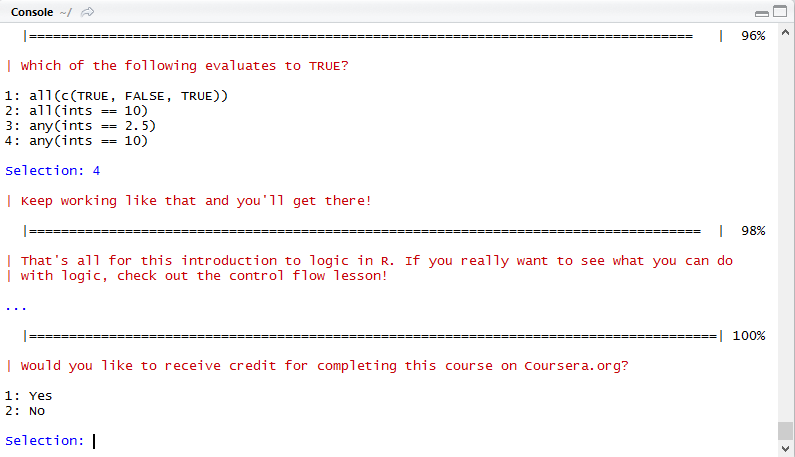 Console ~/
|===================================================================================   |  96%
| Which of the following evaluates to TRUE?
1: all(c(TRUE, FALSE, TRUE))
2: all(ints == 10)
3: any(ints == 2.5)
4: any(ints == 10)
Selection: 4
| Keep working like that and you'll get there!
|====================================================================================  |  98%
| That's all for this introduction to logic in R. If you really want to see what you can do
| with logic, check out the control flow lesson!
...
|======================================================================================| 100%
| Would you like to receive credit for completing this course on Coursera.org?
1: Yes
2: No
Selection: